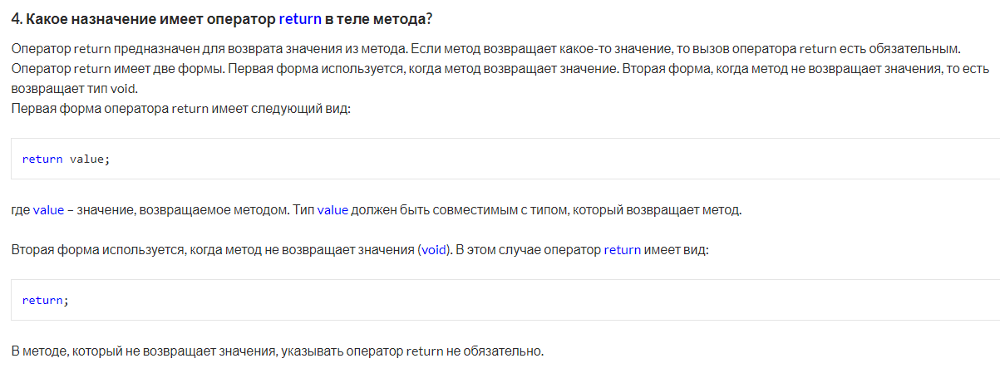 4. Какое назначение имеет оператор return в теле метода?
Оператор return предназначен для возврата значения из метода. Если метод возвращает какое-то значение, то вызов оператора return есть обязательным.
Оператор return имеет две формы. Первая форма используется, когда метод возвращает значение. Вторая форма, когда метод не возвращает значения, то есть
возвращает тип void.
Первая форма оператора return имеет следующий вид:
return value;
где value – значение, возвращаемое методом. Тип value должен быть совместимым с типом, который возвращает метод.
Вторая форма используется, когда метод не возвращает значения (void). В этом случае оператор return имеет вид:
return;
В методе, который не возвращает значения, указывать оператор return не обязательно.